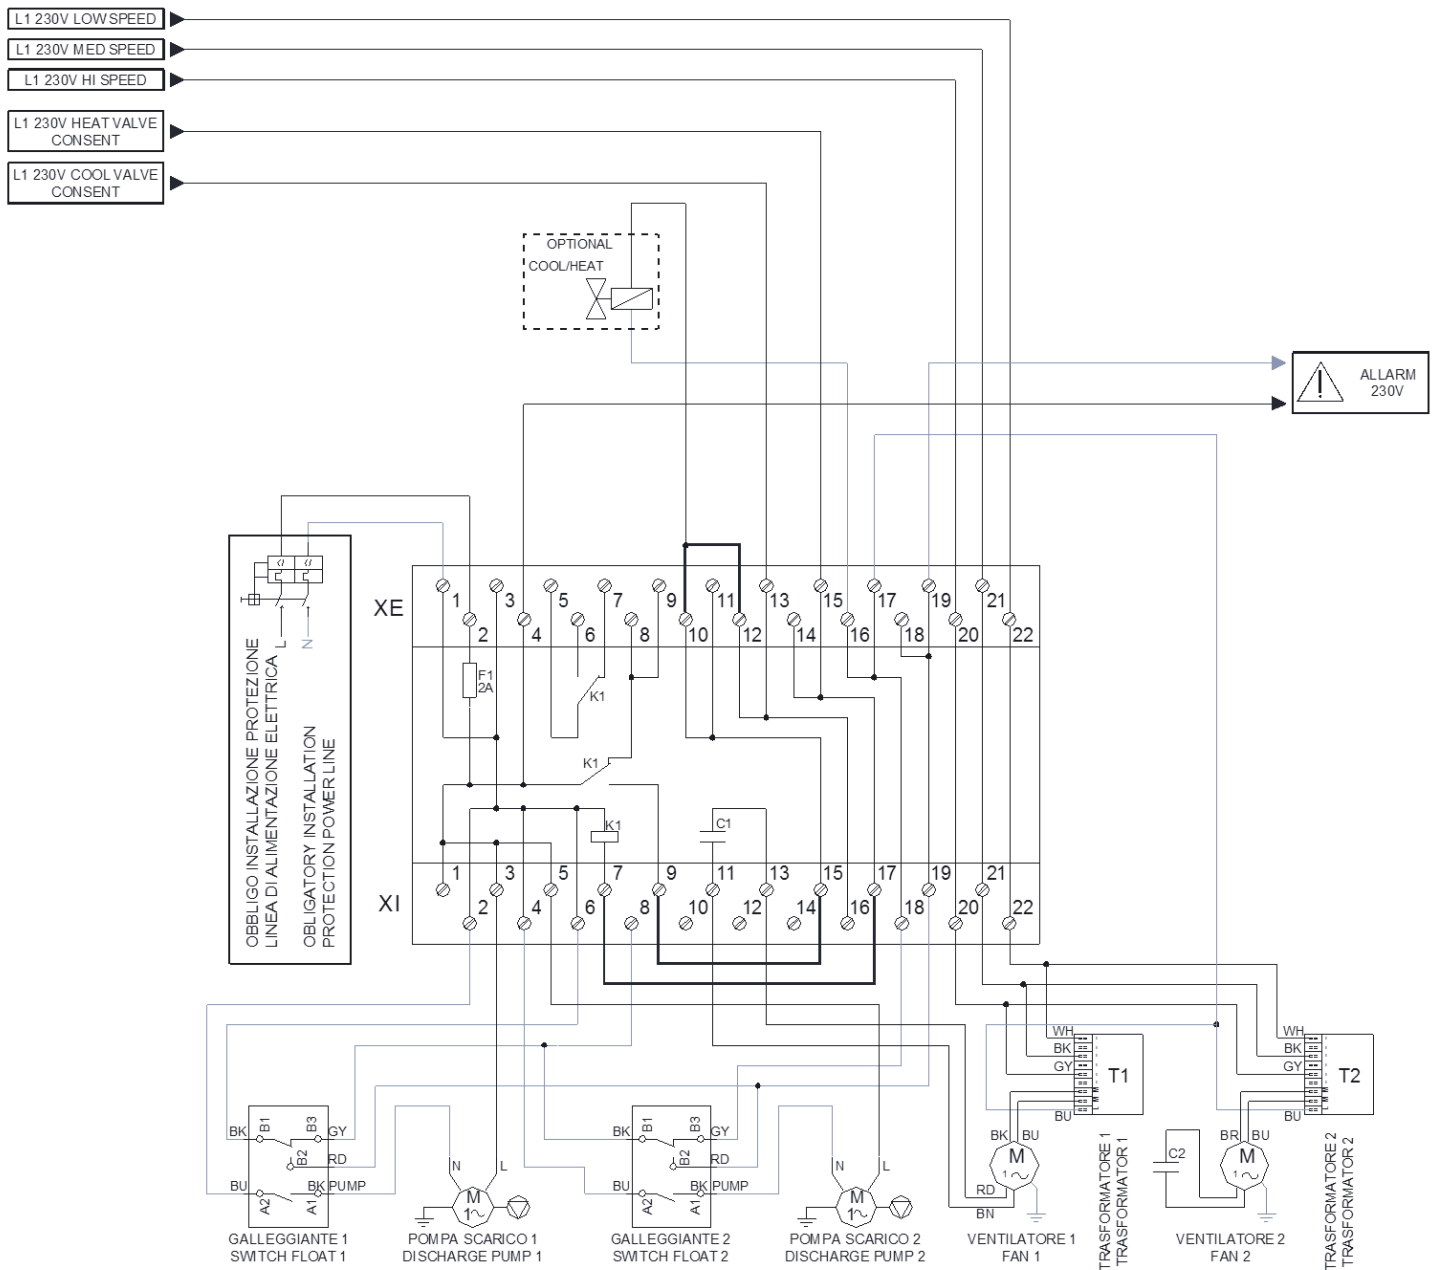 L1 230V LOW SPEED
L1 230V MED SPEED
L1 230V HI SPEED
L1 230V HEAT VALVE
CONSENT
L1 230V COOL VALVE
CONSENT
OPTIONAL
COOL/HEAT
ALLARM
230V
OBBLIGO INSTALLAZIONE PROTEZIONE
LINEA DI ALIMENTAZIONE ELETTRICA
OBLIGATORY INSTALLATION
PROTECTION POWER LINE
L
N
XE
1 3 5 7 9 11 13 15 17 19 21
2 4 6 8 10 12 14 16 18 20 22
F1
2A
K1
K1
K1
C1
XI
1 3 5 7 9 11 13 15 17 19 21
2 4 6 8 10 12 14 16 18 20 22
WH
BK
GY
BU
T1
WH
BK
GY
BU
T2
BK
B1
B3
GY
B2
RD
BU
A2
A1
BK
PUMP
GALLEGGIANTE 1
SWITCH FLOAT 1
N
L
M
1~
POMPA SCARICO 1
DISCHARGE PUMP 1
BK
B1
B3
GY
B2
RD
BU
A2
A1
BK
PUMP
GALLEGGIANTE 2
SWITCH FLOAT 2
N
L
M
1~
POMPA SCARICO 2
DISCHARGE PUMP 2
BK BU
M
1~
RD
BN
VENTILATORE 1
FAN 1
TRASFORMATORE 1
TRASFORMATOR 1
C2
BR BU
M
1~
VENTILATORE 2
FAN 2
TRASFORMATORE 2
TRASFORMATOR 2